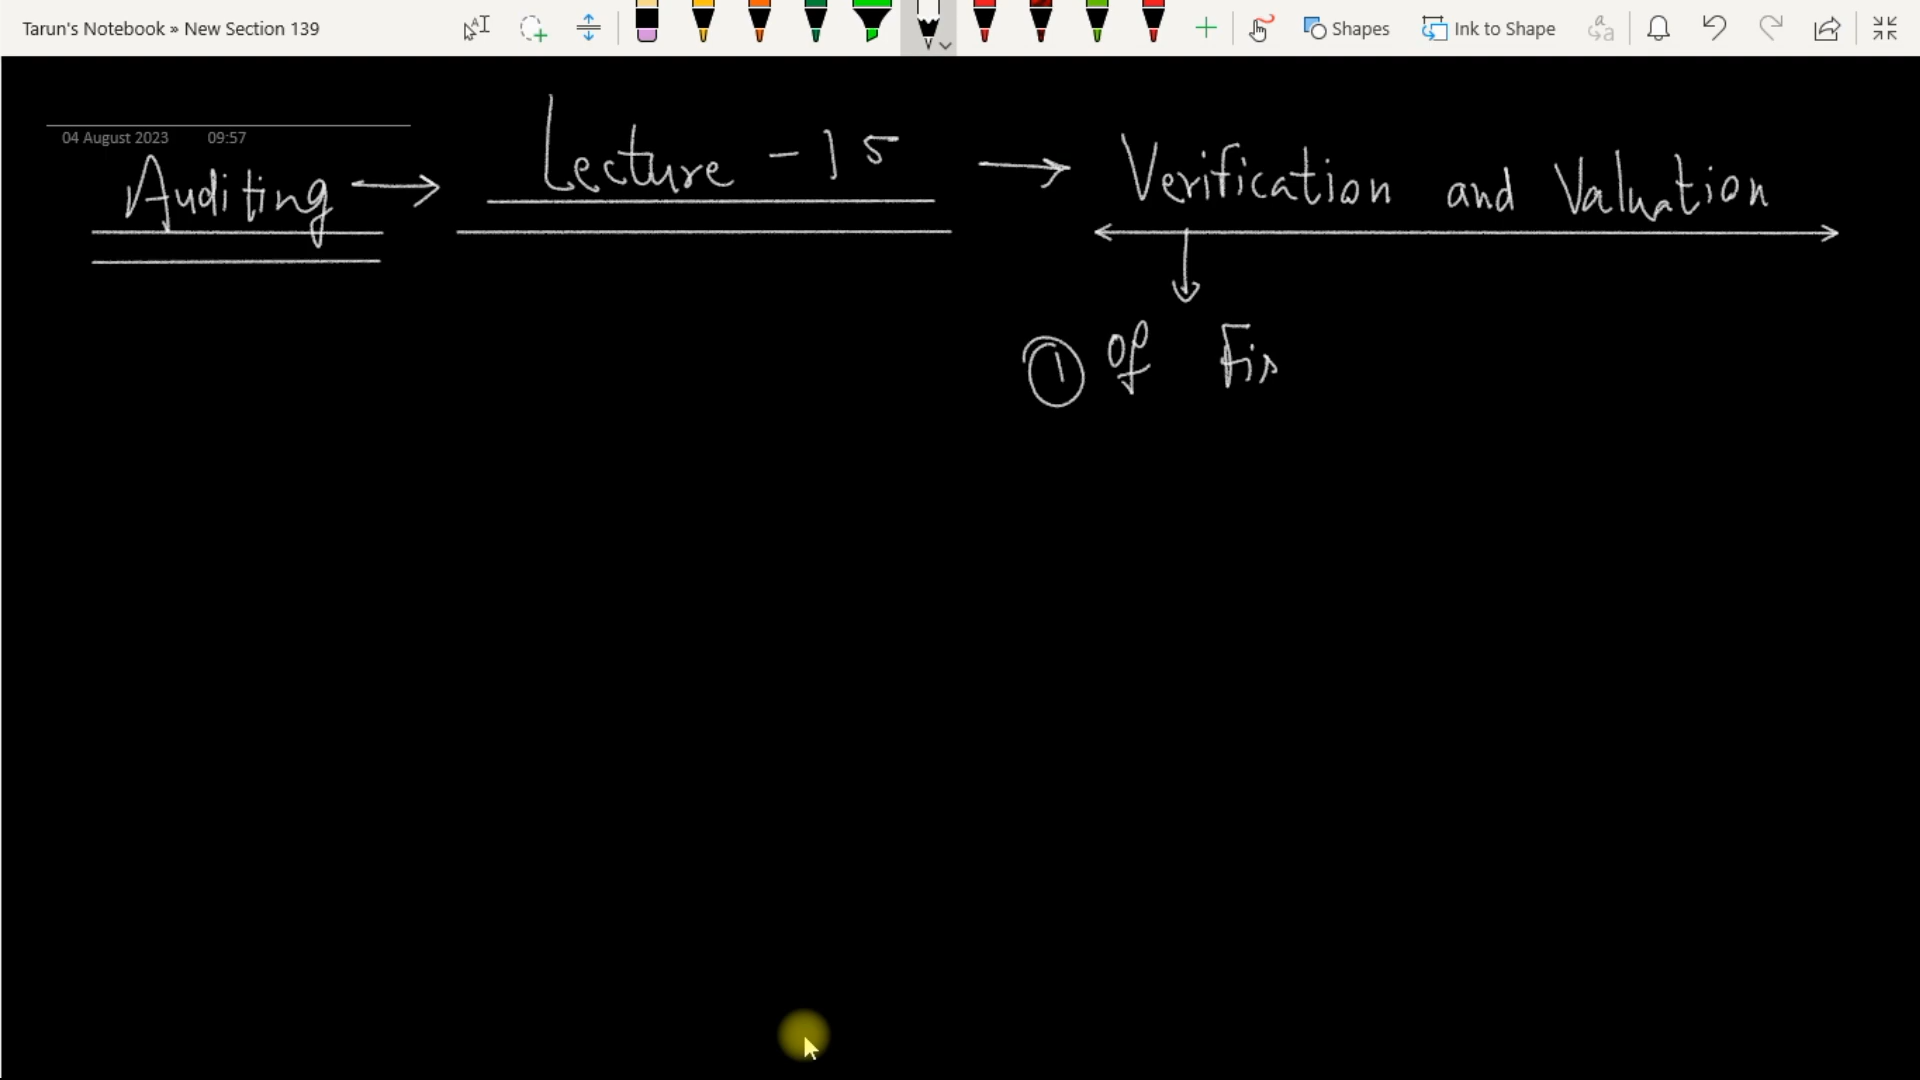 Tarun's Notebook » New Section 139
Shapes
Ink to Shape
04 August 2023 09:57
Auditing → Lecture - 15 → Verification and Valuation
① Of